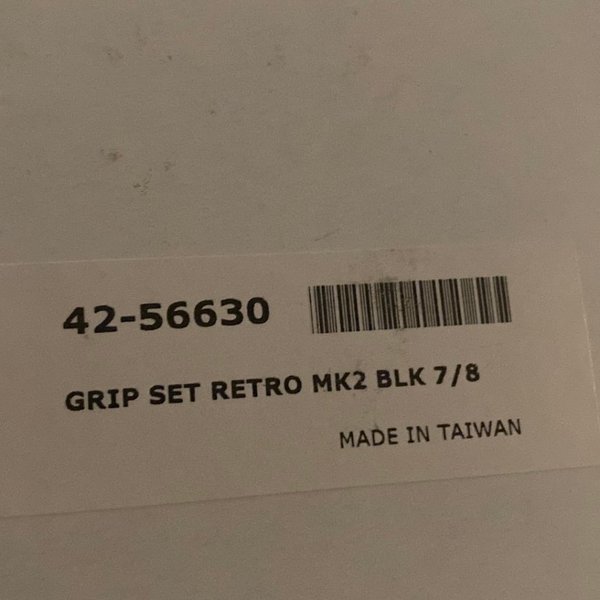 42-56630
GRIP SET RETRO MK2 BLK 7/8
MADE IN TAIWAN